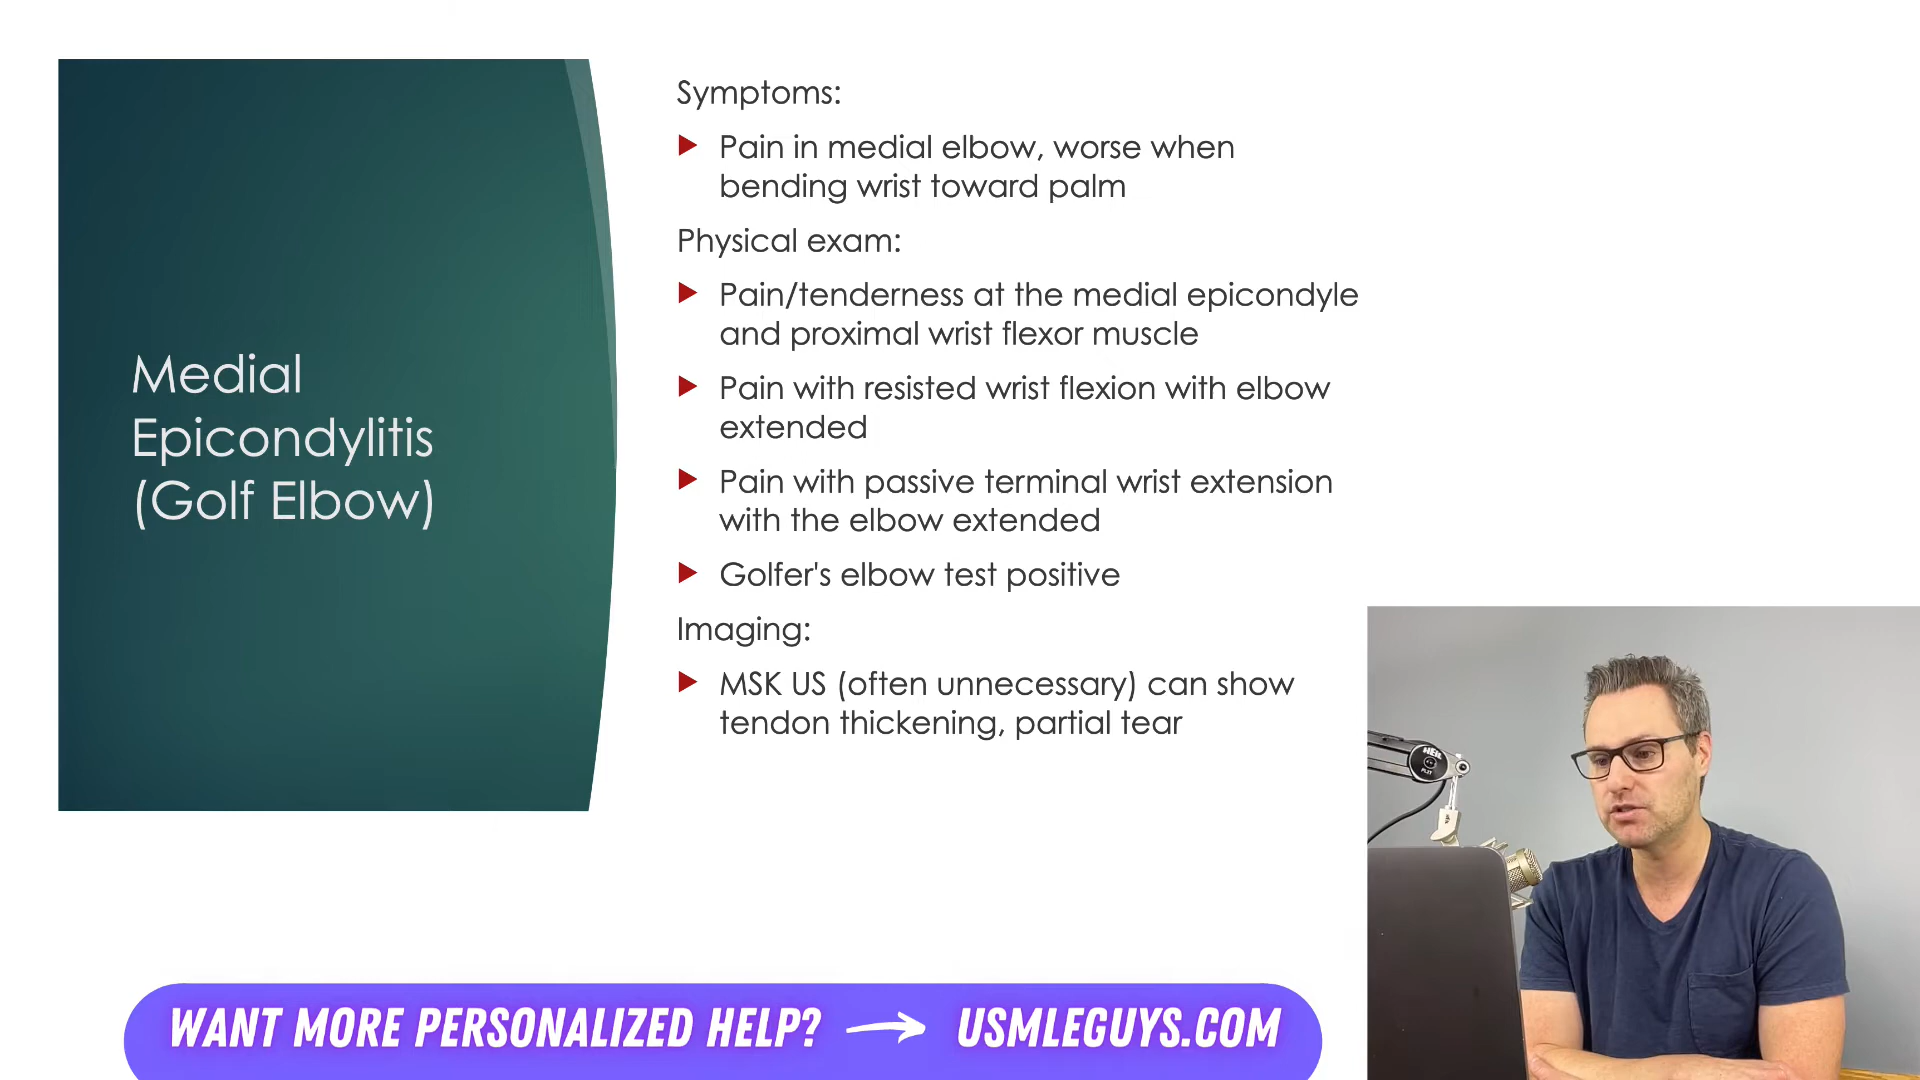 Medial
Epicondylitis
(Golf Elbow)
Symptoms:
Pain in medial elbow, worse when
bending wrist toward palm
Physical exam:
Pain/tenderness at the medial epicondyle
and proximal wrist flexor muscle
Pain with resisted wrist flexion with elbow
extended
Pain with passive terminal wrist extension
with the elbow extended
Golfer's elbow test positive
Imaging:
MSK US (often unnecessary) can show
tendon thickening, partial tear
HEIL
WANT MORE PERSONALIZED HELP? → USMLEGUYS.COM